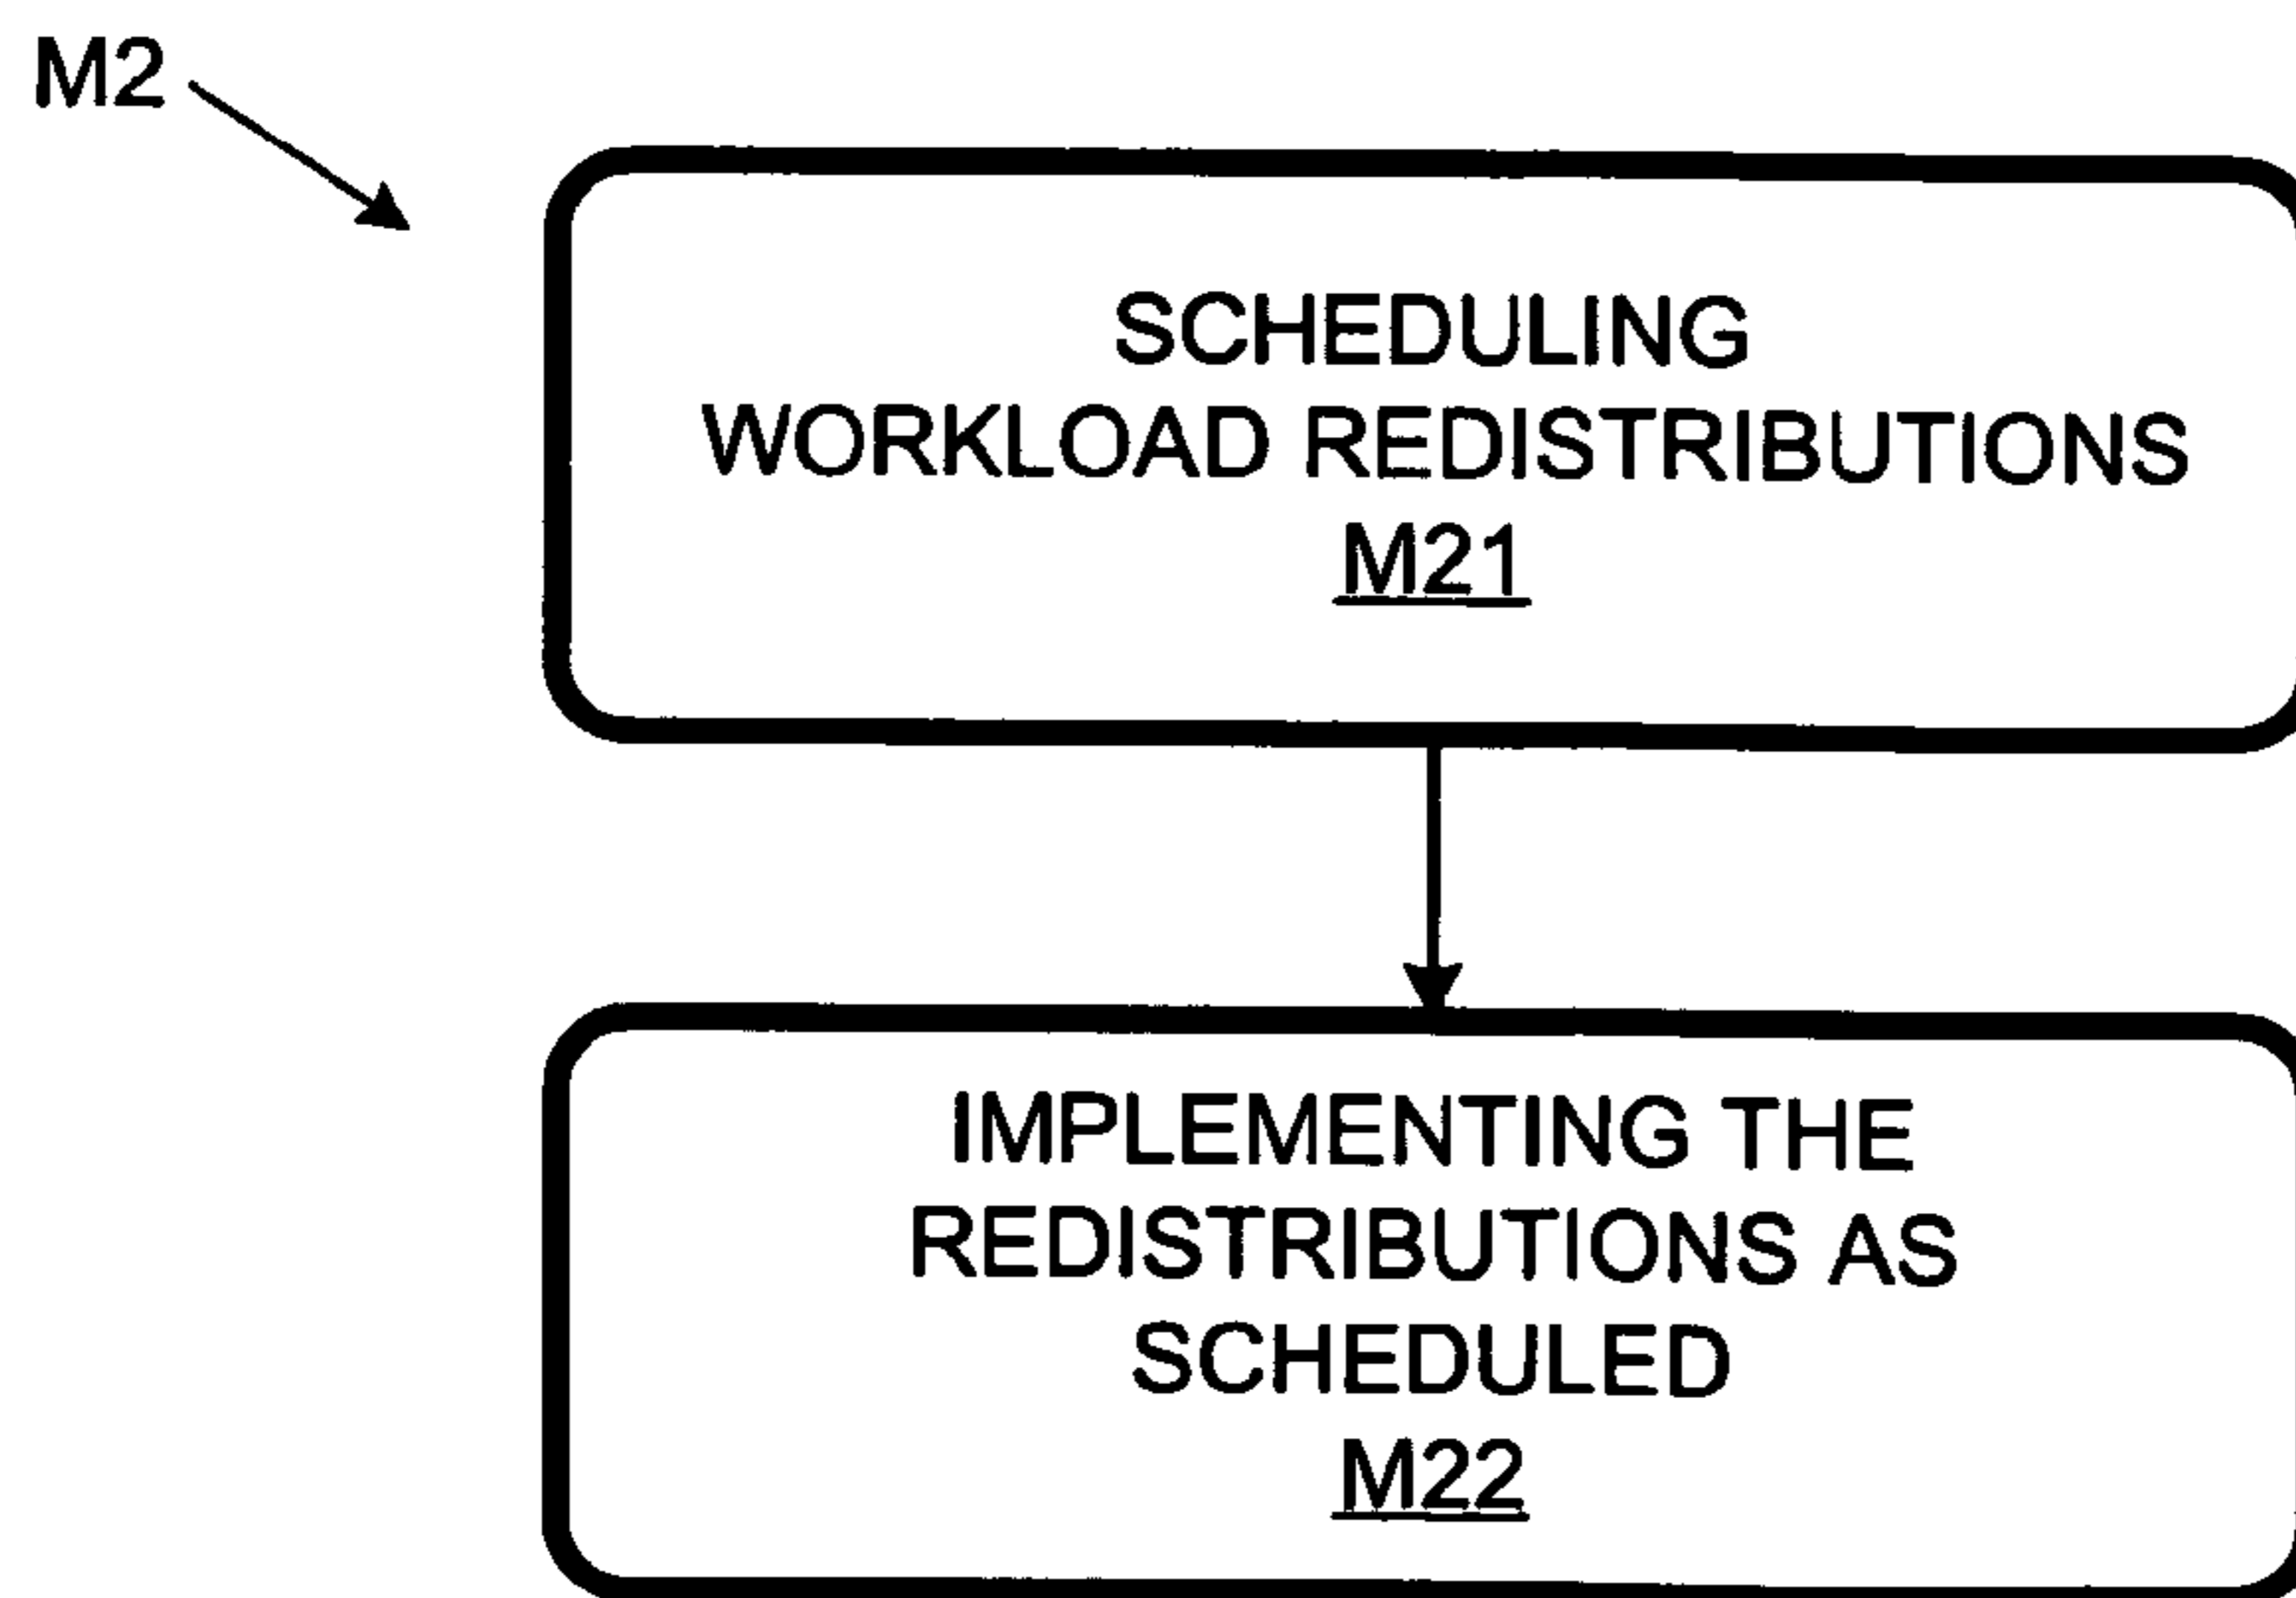 M2
SCHEDULING
WORKLOAD REDISTRIBUTIONS
M21
IMPLEMENTING THE
REDISTRIBUTIONS AS
SCHEDULED
M22